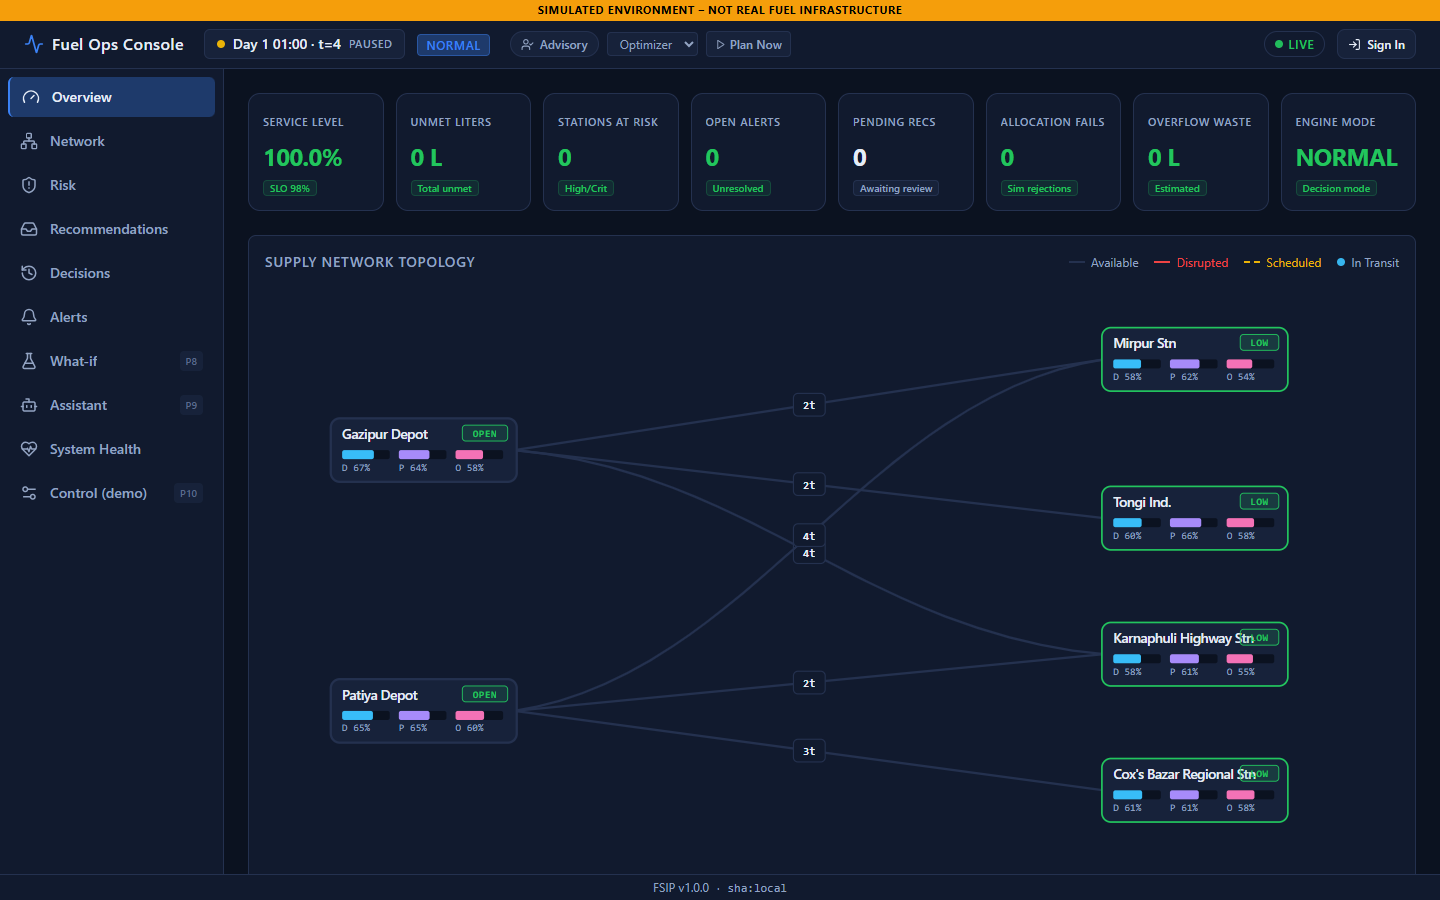 SIMULATED ENVIRONMENT – NOT REAL FUEL INFRASTRUCTURE
Fuel Ops Console
Day 1 01:00 · t=4 PAUSED
NORMAL
Advisory
Optimizer
Plan Now
LIVE
Sign In
Overview
Network
Risk
Recommendations
Decisions
Alerts
What-if P8
Assistant P9
System Health
Control (demo) P10
SERVICE LEVEL
100.0%
SLO 98%
UNMET LITERS
0 L
Total unmet
STATIONS AT RISK
0
High/Crit
OPEN ALERTS
0
Unresolved
PENDING RECS
0
Awaiting review
ALLOCATION FAILS
0
Sim rejections
OVERFLOW WASTE
0 L
Estimated
ENGINE MODE
NORMAL
Decision mode
SUPPLY NETWORK TOPOLOGY
Available
Disrupted
Scheduled
In Transit
Gazipur Depot OPEN
D 67% P 64% O 58%
Patiya Depot OPEN
D 65% P 65% O 60%
2t
2t
4t
4t
2t
3t
Mirpur Stn LOW
D 58% P 62% O 54%
Tongi Ind. LOW
D 60% P 66% O 58%
Karnaphuli Highway Stn LOW
D 58% P 61% O 55%
Cox's Bazar Regional Stn LOW
D 61% P 61% O 58%
FSIP v1.0.0 · sha:local